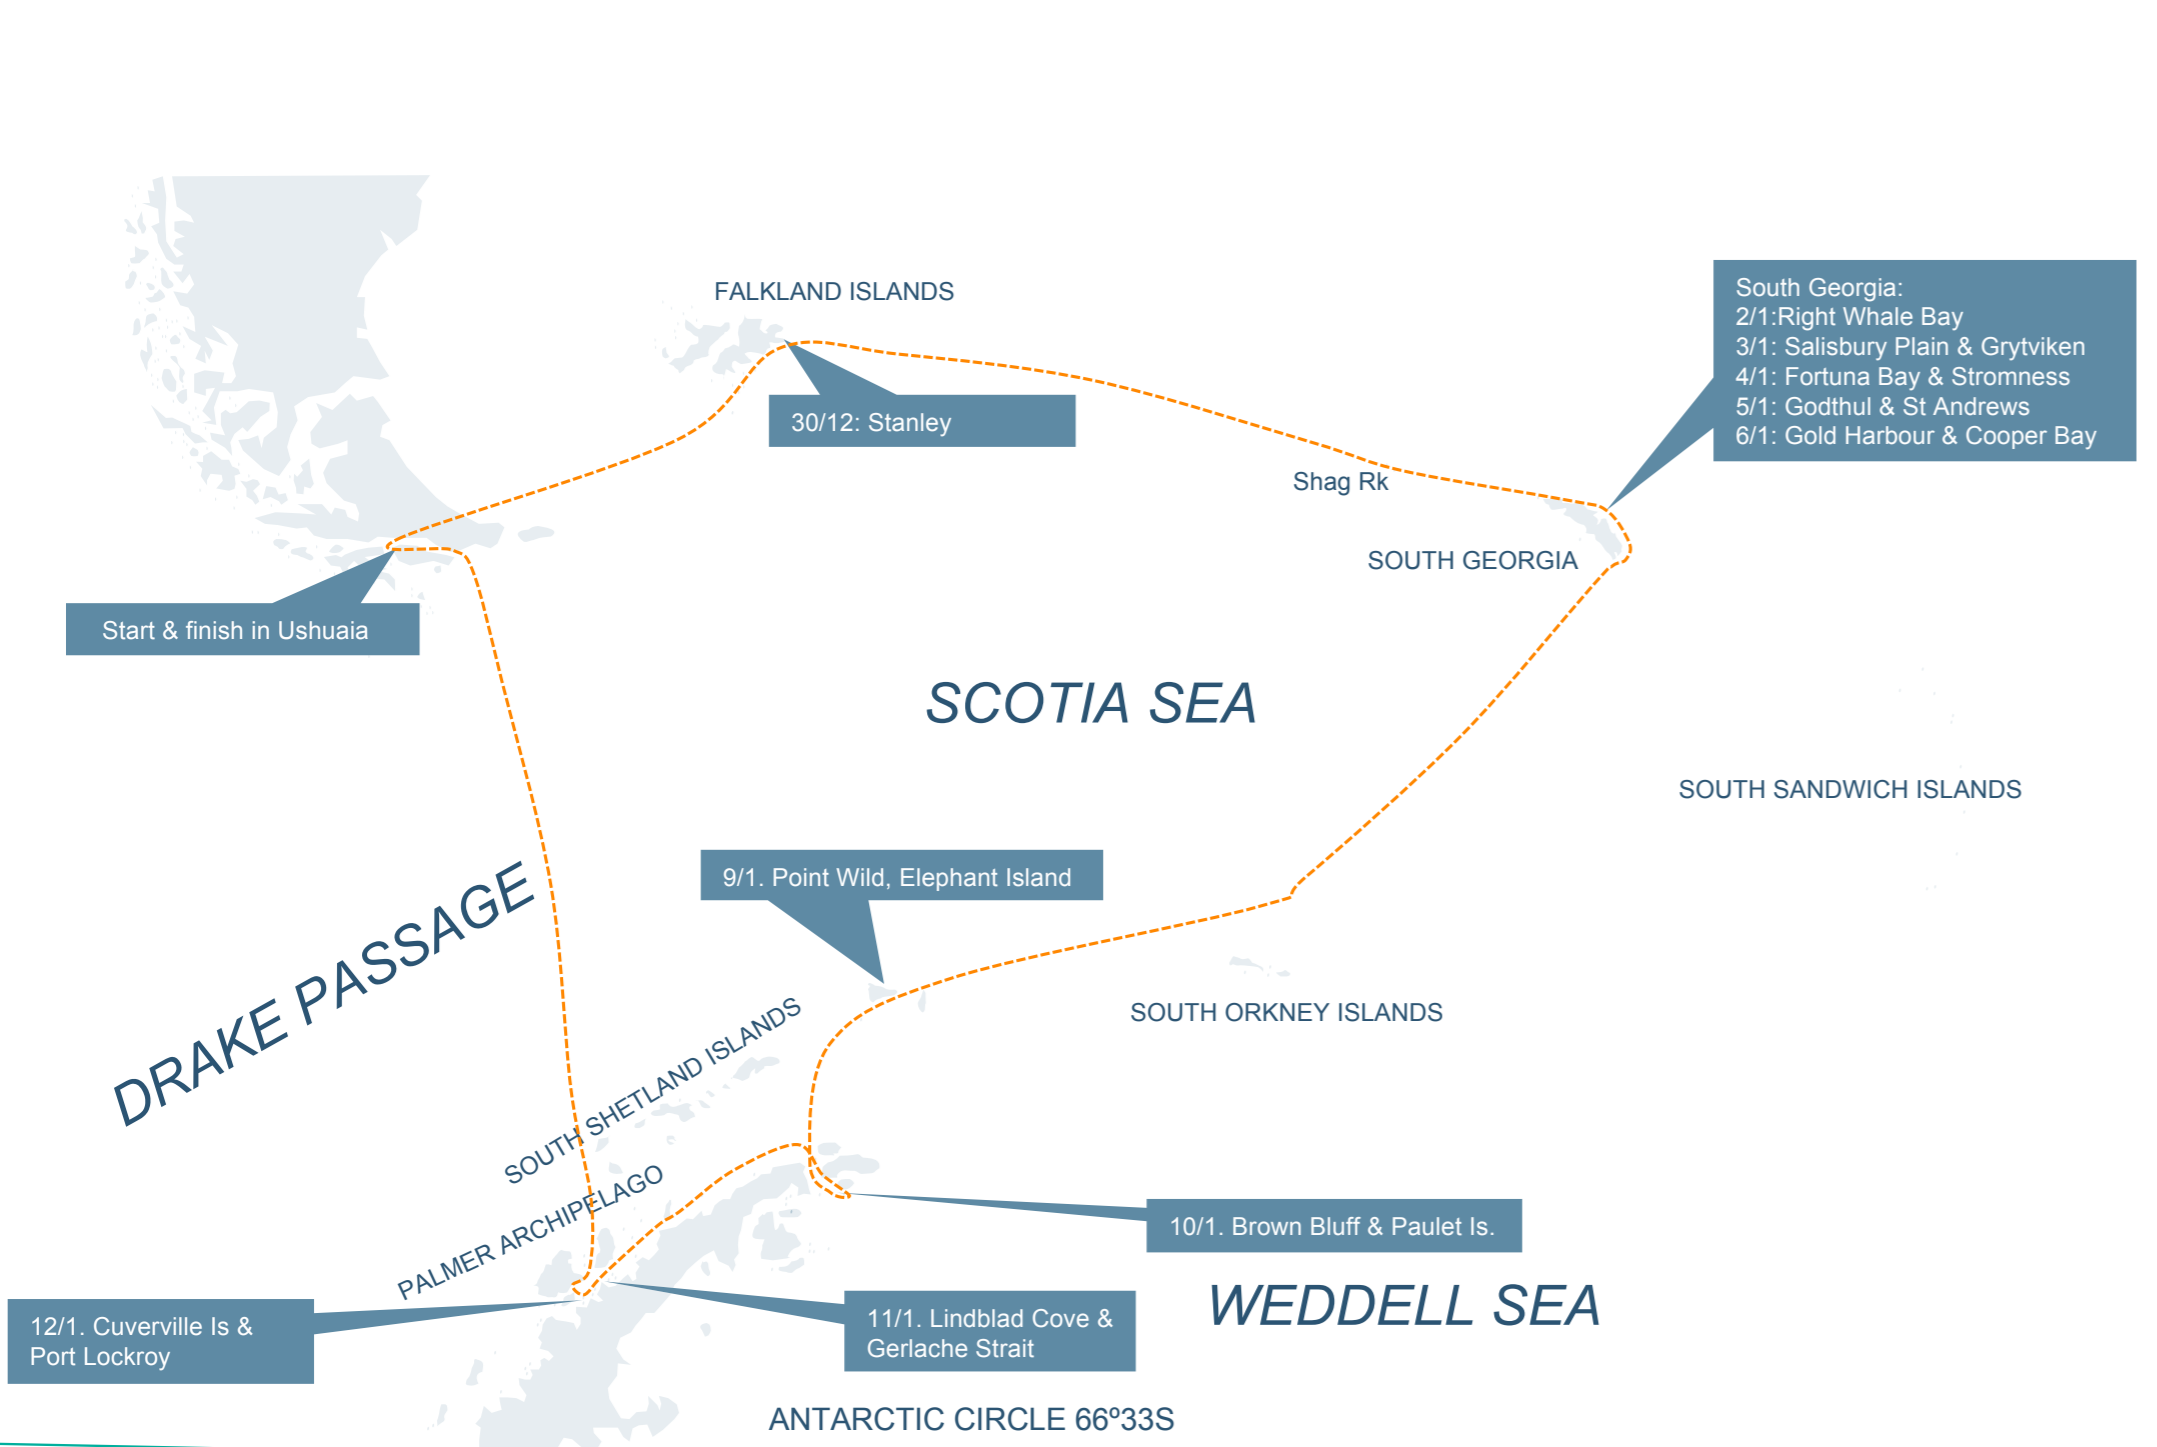 FALKLAND ISLANDS
30/12: Stanley
South Georgia:
2/1:Right Whale Bay
3/1: Salisbury Plain & Grytviken
4/1: Fortuna Bay & Stromness
5/1: Godthul & St Andrews
6/1: Gold Harbour & Cooper Bay
Shag Rk
SOUTH GEORGIA
Start & finish in Ushuaia
SCOTIA SEA
SOUTH SANDWICH ISLANDS
9/1. Point Wild, Elephant Island
DRAKE PASSAGE
SOUTH ORKNEY ISLANDS
SOUTH SHETLAND ISLANDS
PALMER ARCHIPELAGO
10/1. Brown Bluff & Paulet Is.
WEDDELL SEA
12/1. Cuverville Is &
Port Lockroy
11/1. Lindblad Cove &
Gerlache Strait
ANTARCTIC CIRCLE 66º33S